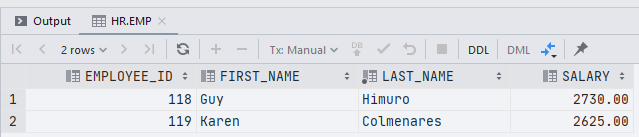 Output HR.EMP
2 rows Tx: Manual DB DDL DML
EMPLOYEE_ID FIRST_NAME LAST_NAME SALARY
1 118 Guy Himuro 2730.00
2 119 Karen Colmenares 2625.00